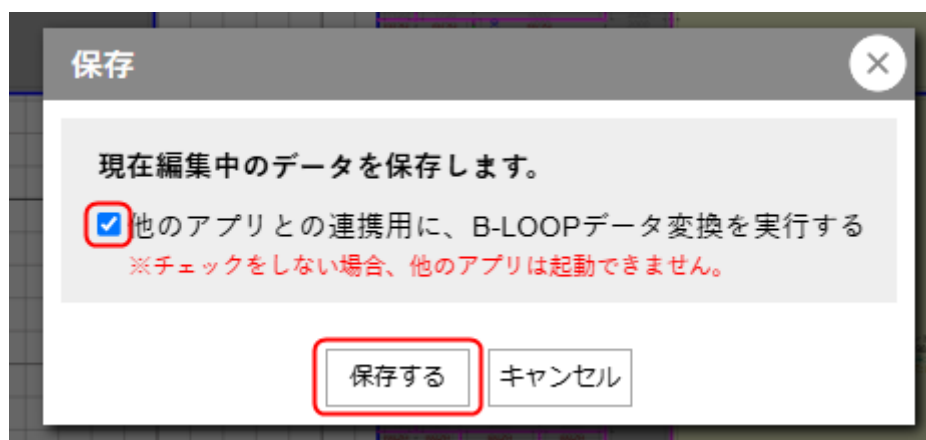 保存
現在編集中のデータを保存します。
他のアプリとの連携用に、B-LOOPデータ変換を実行する
※チェックをしない場合、他のアプリは起動できません。
保存する
キャンセル